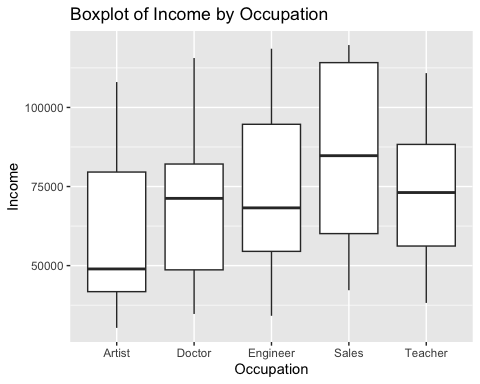 Boxplot of Income by Occupation
Income
100000
75000
50000
Artist Doctor Engineer Sales Teacher
Occupation